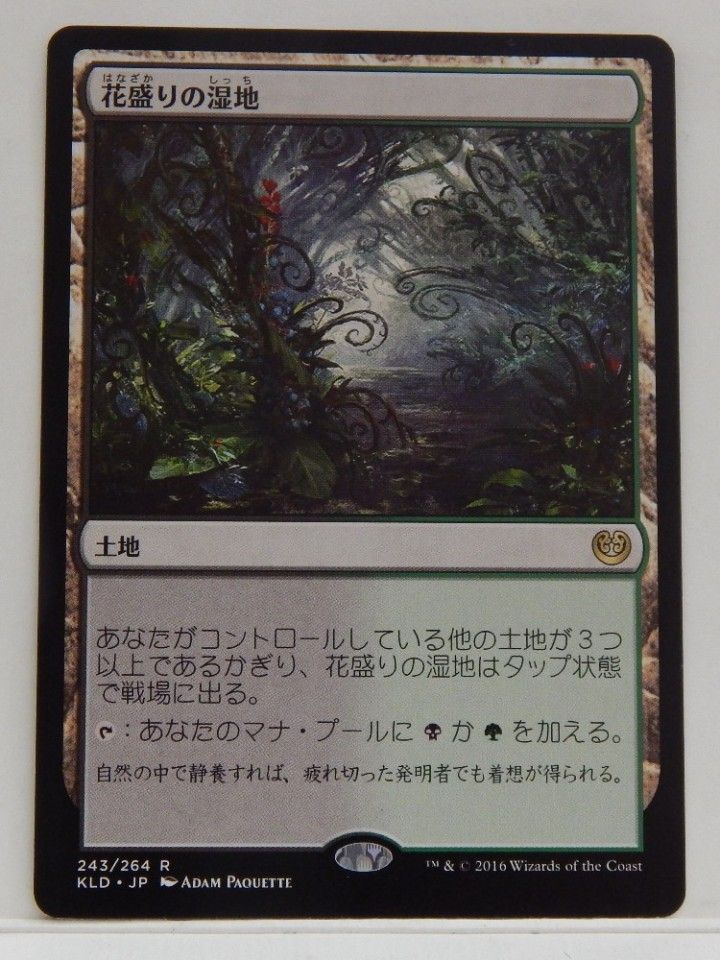 はなざか しっち
花盛りの湿地
土地
あなたがコントロールしている他の土地が3つ
以上であるかぎり、花盛りの湿地はタップ状態
で戦場に出る。
：あなたのマナ・プールに か を加える。
自然の中で静養すれば、疲れ切った発明者でも着想が得られる。
243/264 R
KLD • JP ADAM PAQUETTE
™ & © 2016 Wizards of the Coast